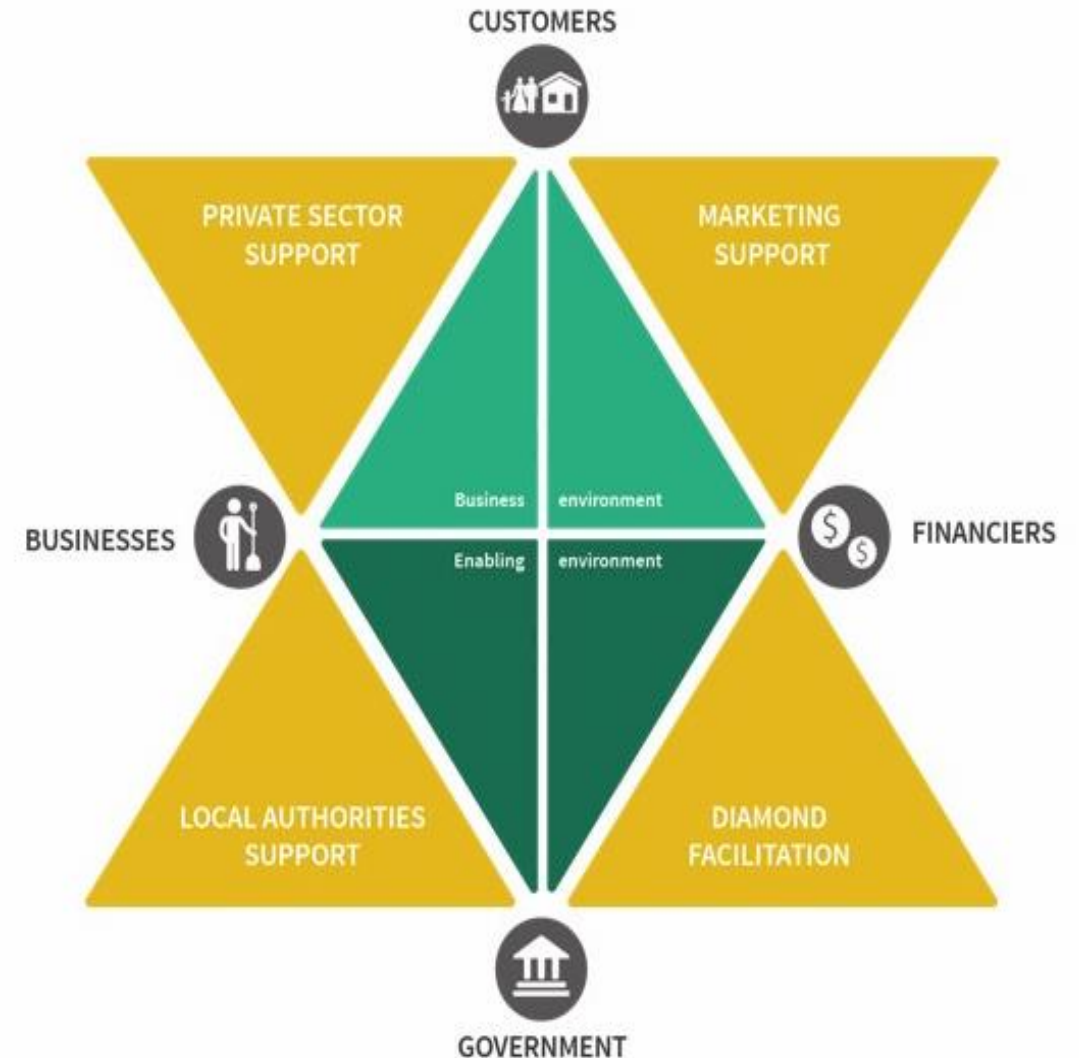 CUSTOMERS
PRIVATE SECTOR
SUPPORT
MARKETING
SUPPORT
Business environment
BUSINESSES
$
$
FINANCIERS
Enabling environment
LOCAL AUTHORITIES
SUPPORT
DIAMOND
FACILITATION
GOVERNMENT